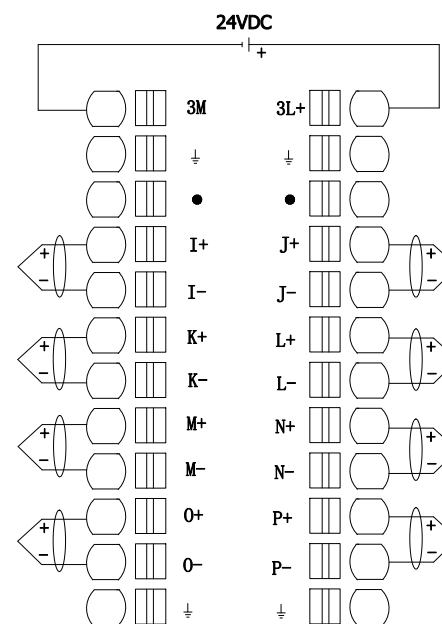 24VDC
+
3M 3L+
I+ J+
+ +
- -
I- J-
K+ L+
+ +
- -
K- L-
M+ N+
+ +
- -
M- N-
O+ P+
+ +
- -
O- P-